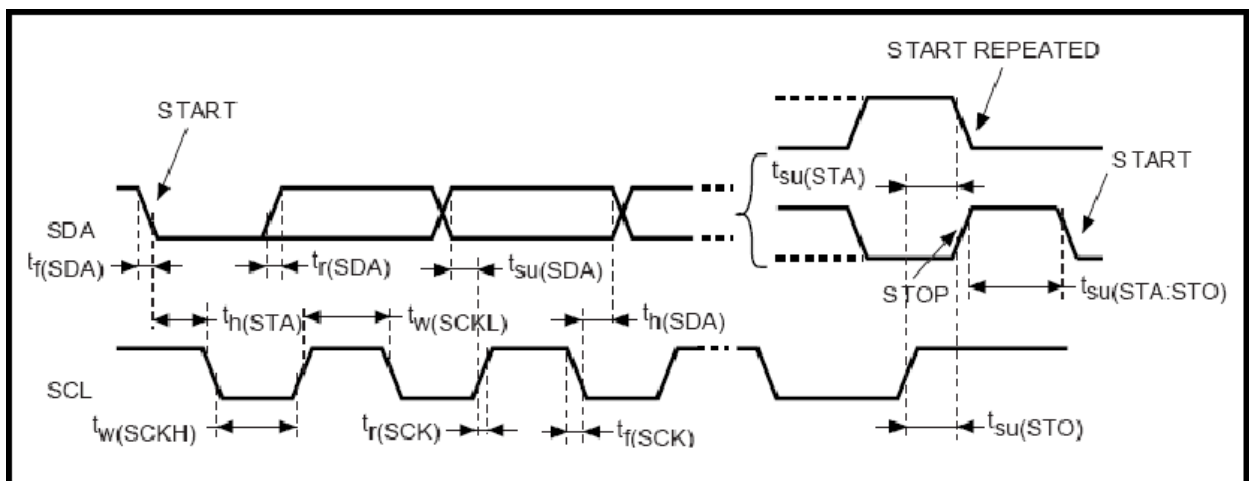 START REPEATED
START
START
tsu(STA)
SDA
tf(SDA)
tr(SDA)
tsu(SDA)
STOP
tsu(STA:STO)
th(STA)
tw(SCKL)
th(SDA)
SCL
tw(SCKH)
tr(SCK)
tf(SCK)
tsu(STO)